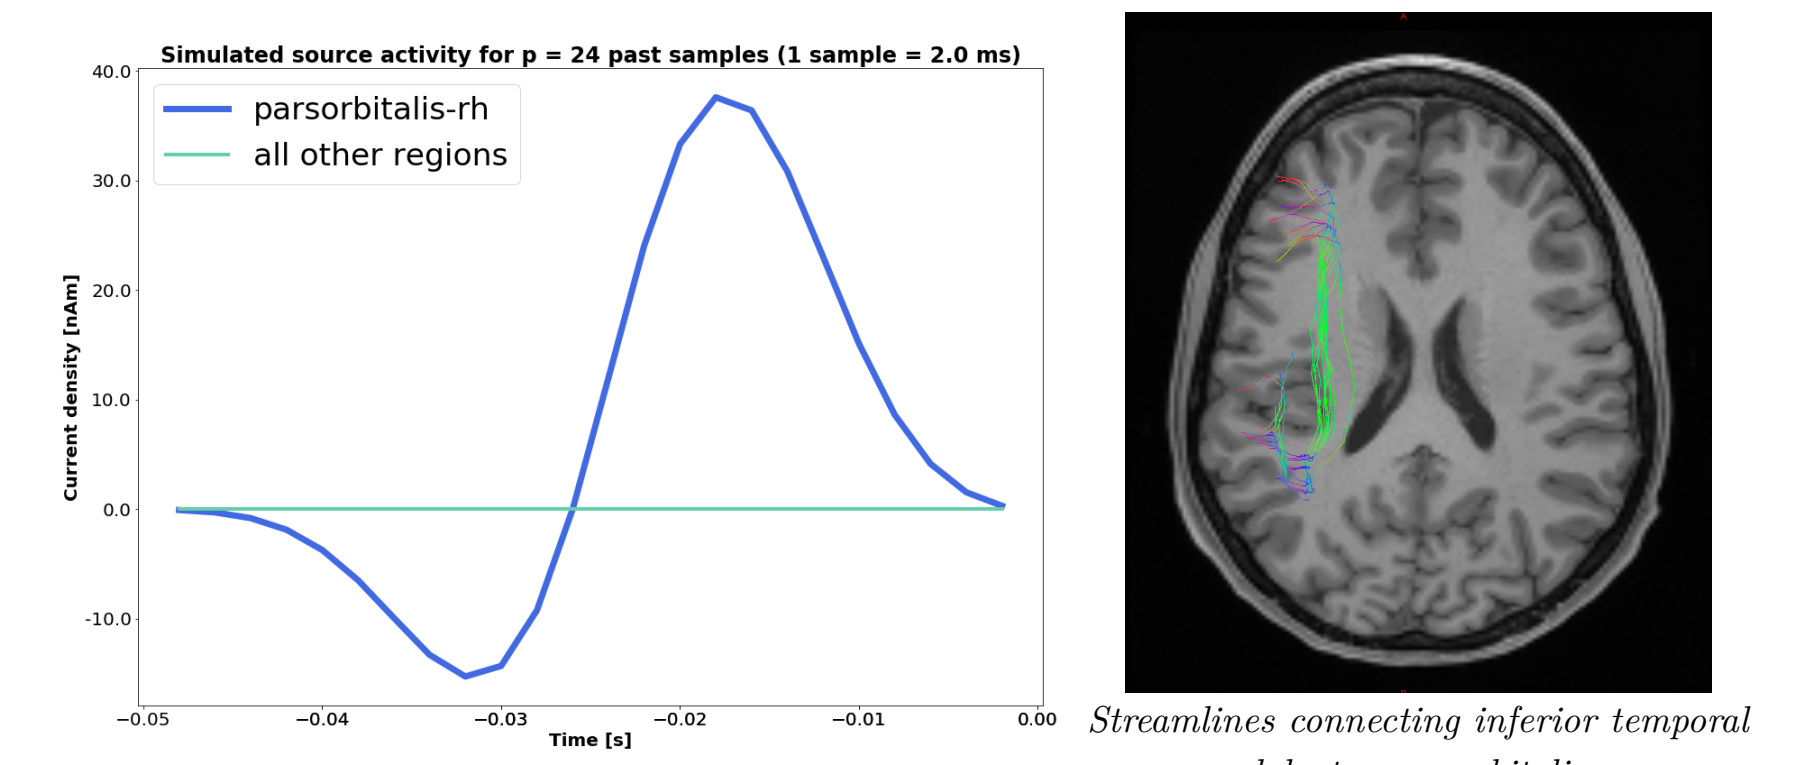 Simulated source activity for p = 24 past samples (1 sample = 2.0 ms)
40.0
parsorbitalis-rh
all other regions
30.0
20.0
10.0
0.0
-10.0
Current density [nAm]
−0.05 −0.04 −0.03 −0.02 −0.01 0.00
Time [s]
A
Streamlines connecting inferior temporal